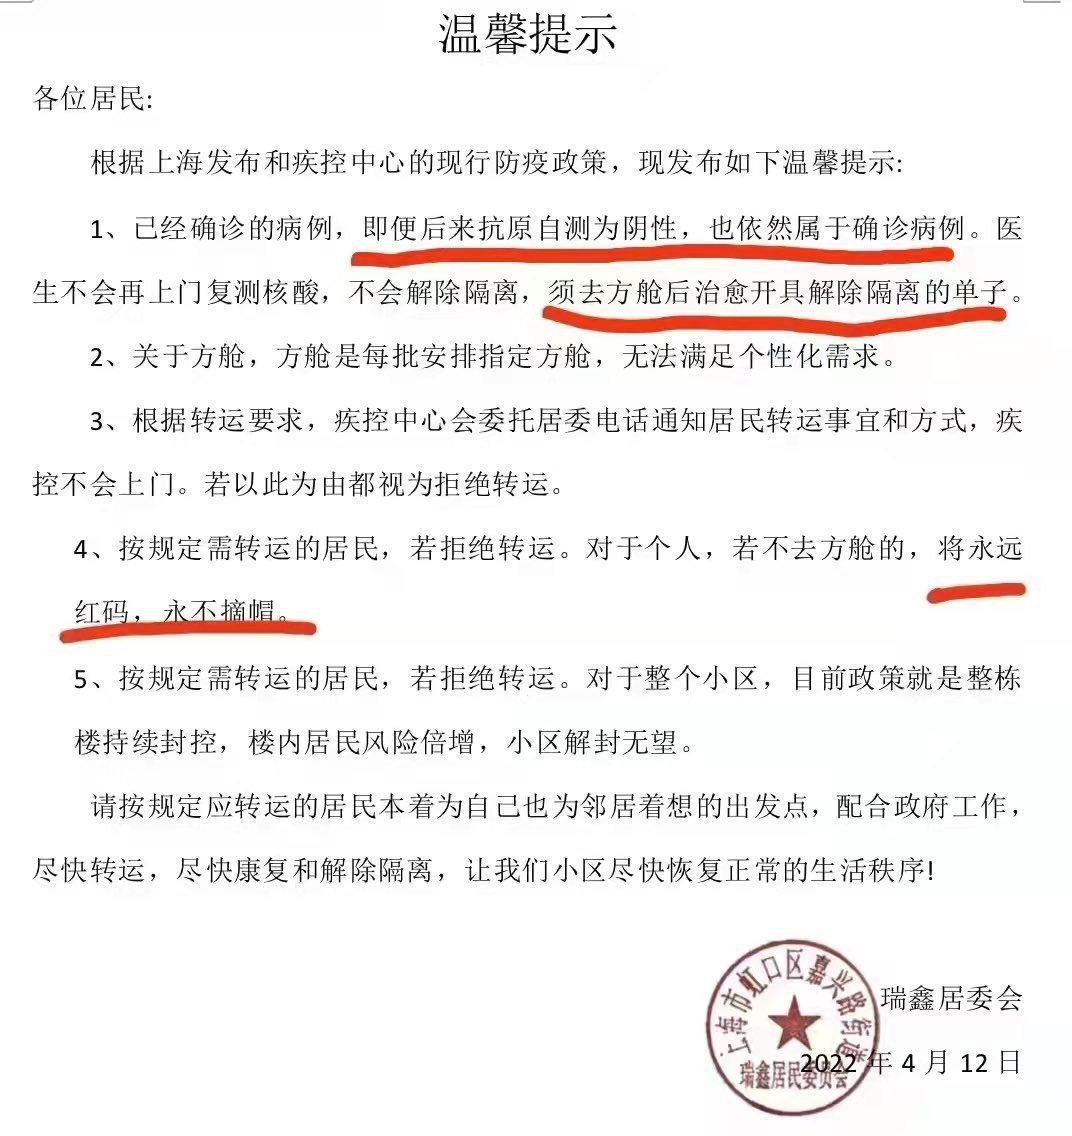 温馨提示
各位居民:
根据上海发布和疾控中心的现行防疫政策，现发布如下温馨提示:
1、已经确诊的病例，即便后来抗原自测为阴性，也依然属于确诊病例。医
生不会再上门复测核酸，不会解除隔离，须去方舱后治愈开具解除隔离的单子。
2、关于方舱，方舱是每批安排指定方舱，无法满足个性化需求。
3、根据转运要求，疾控中心会委托居委电话通知居民转运事宜和方式，疾
控不会上门。若以此为由都视为拒绝转运。
4、按规定需转运的居民，若拒绝转运。对于个人，若不去方舱的，将永远
红码，永不摘帽。
5、按规定需转运的居民，若拒绝转运。对于整个小区，目前政策就是整栋
楼持续封控，楼内居民风险倍增，小区解封无望。
请按规定应转运的居民本着为自己也为邻居着想的出发点，配合政府工作，
尽快转运，尽快康复和解除隔离，让我们小区尽快恢复正常的生活秩序!
上海市虹口区嘉兴路街道
瑞鑫居民委员会
瑞鑫居委会
2022 年 4 月 12 日